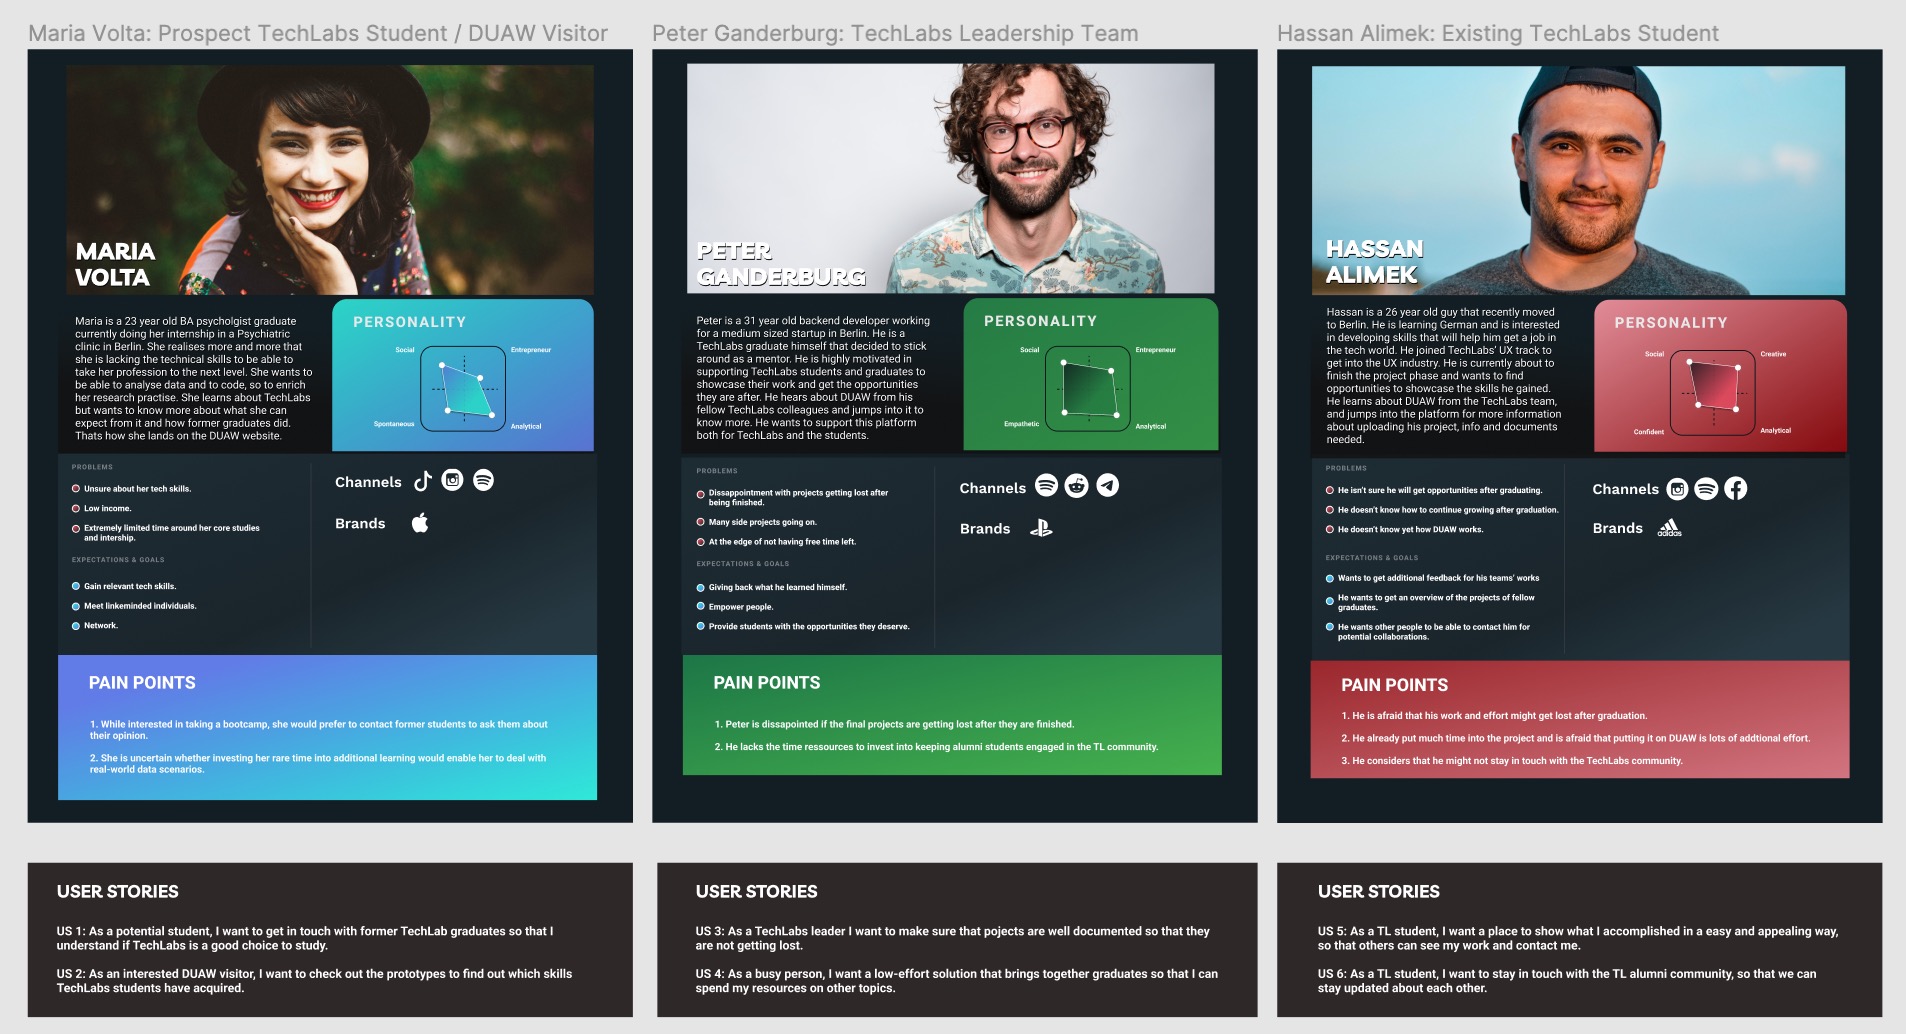 Maria Volta: Prospect TechLabs Student / DUAW Visitor
MARIA
VOLTA
Maria is a 23 year old BA psycholgist graduate
currently doing her internship in a Psychiatric
clinic in Berlin. She realises more and more that
she is lacking the technical skills to be able to
take her profession to the next level. She wants to
be able to analyse data and to code, so to enrich
her research practise. She learns about TechLabs
but wants to know more about what she can
expect from it and how former graduates did.
Thats how she lands on the DUAW website.
PERSONALITY
Social
Entrepreneur
Spontaneous
Analytical
PROBLEMS
Unsure about her tech skills.
Low income.
Extremely limited time around her core studies
and intership.
EXPECTATIONS & GOALS
Gain relevant tech skills.
Meet linkeminded individuals.
Network.
Channels
Brands
PAIN POINTS
1. While interested in taking a bootcamp, she would prefer to contact former students to ask them about
their opinion.
2. She is uncertain whether investing her rare time into additional learning would enable her to deal with
real-world data scenarios.
USER STORIES
US 1: As a potential student, I want to get in touch with former TechLab graduates so that I
understand if TechLabs is a good choice to study.
US 2: As an interested DUAW visitor, I want to check out the prototypes to find out which skills
TechLabs students have acquired.
Peter Ganderburg: TechLabs Leadership Team
PETER
GANDERBURG
Peter is a 31 year old backend developer working
for a medium sized startup in Berlin. He is a
TechLabs graduate himself that decided to stick
around as a mentor. He is highly motivated in
supporting TechLabs students and graduates to
showcase their work and get the opportunities
they are after. He hears about DUAW from his
fellow TechLabs colleagues and jumps into it to
know more. He wants to support this platform
both for TechLabs and the students.
PERSONALITY
Social
Entrepreneur
Empathetic
Analytical
PROBLEMS
Dissappointment with projects getting lost after
being finished.
Many side projects going on.
At the edge of not having free time left.
EXPECTATIONS & GOALS
Giving back what he learned himself.
Empower people.
Provide students with the opportunities they deserve.
Channels
Brands
PAIN POINTS
1. Peter is dissapointed if the final projects are getting lost after they are finished.
2. He lacks the time ressources to invest into keeping alumni students engaged in the TL community.
USER STORIES
US 3: As a TechLabs leader I want to make sure that pojects are well documented so that they
are not getting lost.
US 4: As a busy person, I want a low-effort solution that brings together graduates so that I can
spend my resources on other topics.
Hassan Alimek: Existing TechLabs Student
HASSAN
ALIMEK
Hassan is a 26 year old guy that recently moved
to Berlin. He is learning German and is interested
in developing skills that will help him get a job in
the tech world. He joined TechLabs' UX track to
get into the UX industry. He is currently about to
finish the project phase and wants to find
opportunities to showcase the skills he gained.
He learns about DUAW from the TechLabs team,
and jumps into the platform for more information
about uploading his project, info and documents
needed.
PERSONALITY
Social
Creative
Confident
Analytical
PROBLEMS
He isn't sure he will get opportunities after graduating.
He doesn't know how to continue growing after graduation.
He doesn't know yet how DUAW works.
EXPECTATIONS & GOALS
Wants to get additional feedback for his teams' works
He wants to get an overview of the projects of fellow
graduates.
He wants other people to be able to contact him for
potential collaborations.
Channels
Brands
adidas
PAIN POINTS
1. He is afraid that his work and effort might get lost after graduation.
2. He already put much time into the project and is afraid that putting it on DUAW is lots of addtional effort.
3. He considers that he might not stay in touch with the TechLabs community.
USER STORIES
US 5: As a TL student, I want a place to show what I accomplished in a easy and appealing way,
so that others can see my work and contact me.
US 6: As a TL student, I want to stay in touch with the TL alumni community, so that we can
stay updated about each other.